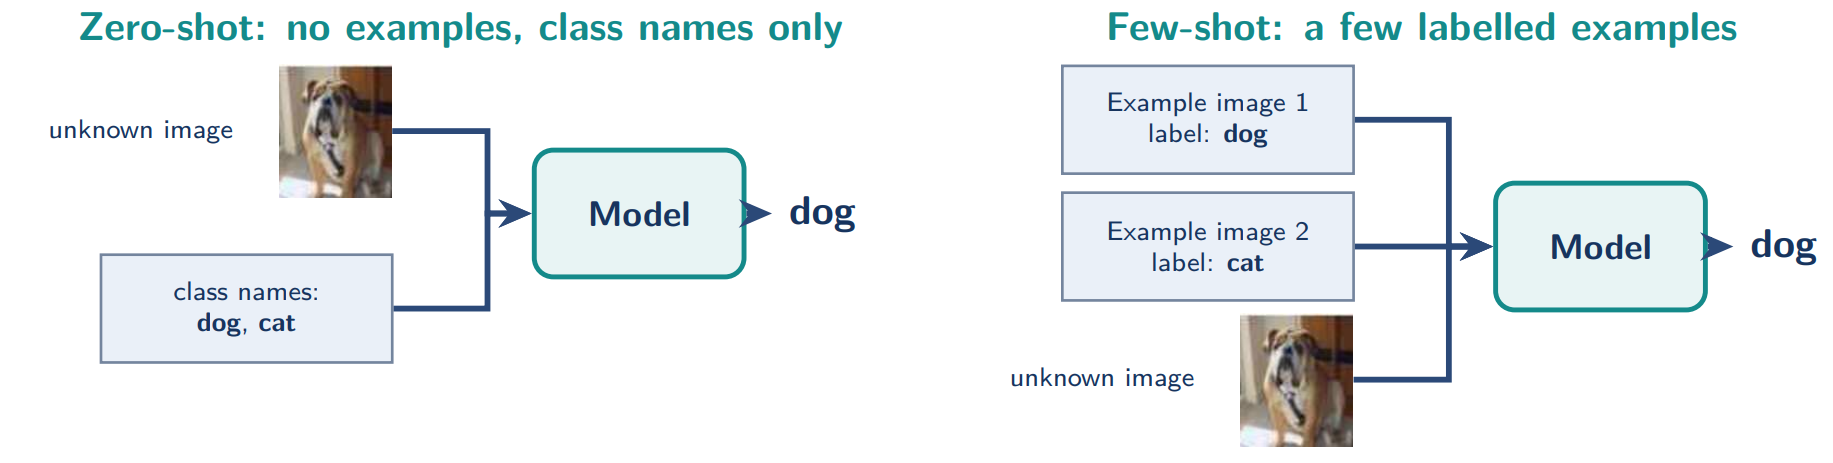 Zero-shot: no examples, class names only
unknown image
class names:
dog, cat
Model
dog
Few-shot: a few labelled examples
Example image 1
label: dog
Example image 2
label: cat
unknown image
Model
dog